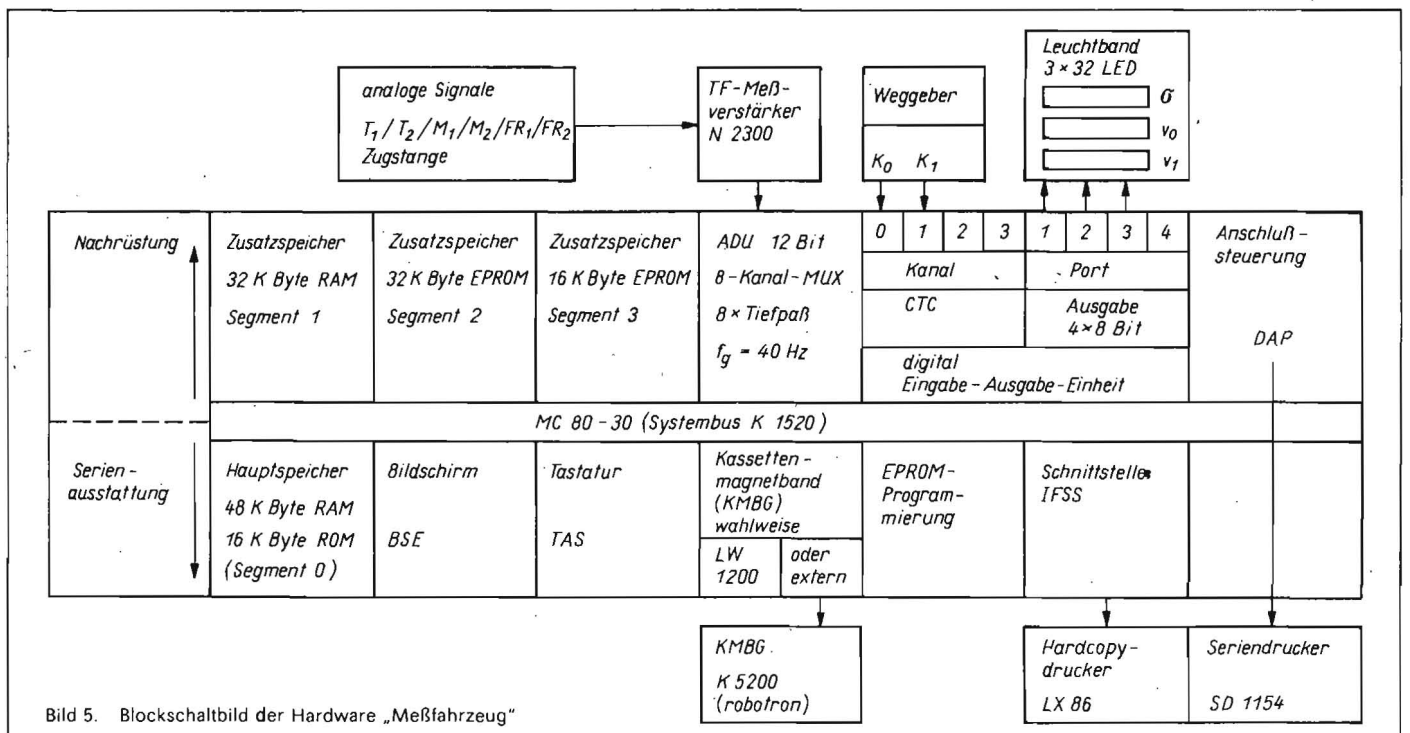 analoge Signale
T₁/T₂/M₁/M₂/FR₁/FR₂
Zugstange
TF-Meß-
verstärker
N 2300
Weggeber
K₀ K₁
Leuchtband
3 × 32 LED
σ
v₀
v₁
Nachrüstung
Zusatzspeicher
32 K Byte RAM
Segment 1
Zusatzspeicher
32 K Byte EPROM
Segment 2
Zusatzspeicher
16 K Byte EPROM
Segment 3
ADU 12 Bit
8-Kanal-MUX
8 × Tiefpaß
f_g = 40 Hz
0 1 2 3 1 2 3 4
Kanal Port
CTC
Ausgabe
4×8 Bit
digital
Eingabe-Ausgabe-Einheit
Anschluß-
steuerung
DAP
MC 80-30 (Systembus K 1520)
Serien-
ausstattung
Hauptspeicher
48 K Byte RAM
16 K Byte ROM
(Segment 0)
Bildschirm
BSE
Tastatur
TAS
Kassetten-
magnetband
(KMBG)
wahlweise
LW
1200
oder
extern
EPROM-
Program-
mierung
Schnittstelle
IFSS
KMBG
K 5200
(robotron)
Hardcopy-
drucker
LX 86
Seriendrucker
SD 1154
Bild 5. Blockschaltbild der Hardware „Meßfahrzeug"